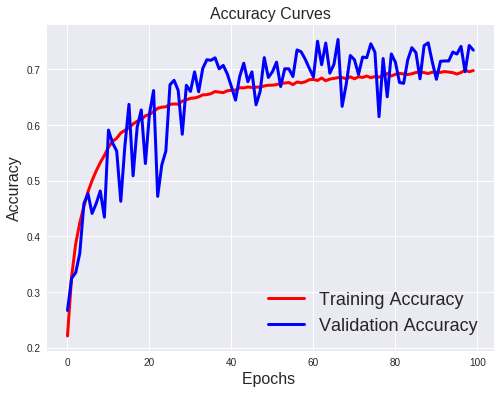 Accuracy Curves
Accuracy
0.7
0.6
0.5
0.4
0.3
0.2
Training Accuracy
Validation Accuracy
0 20 40 60 80 100
Epochs